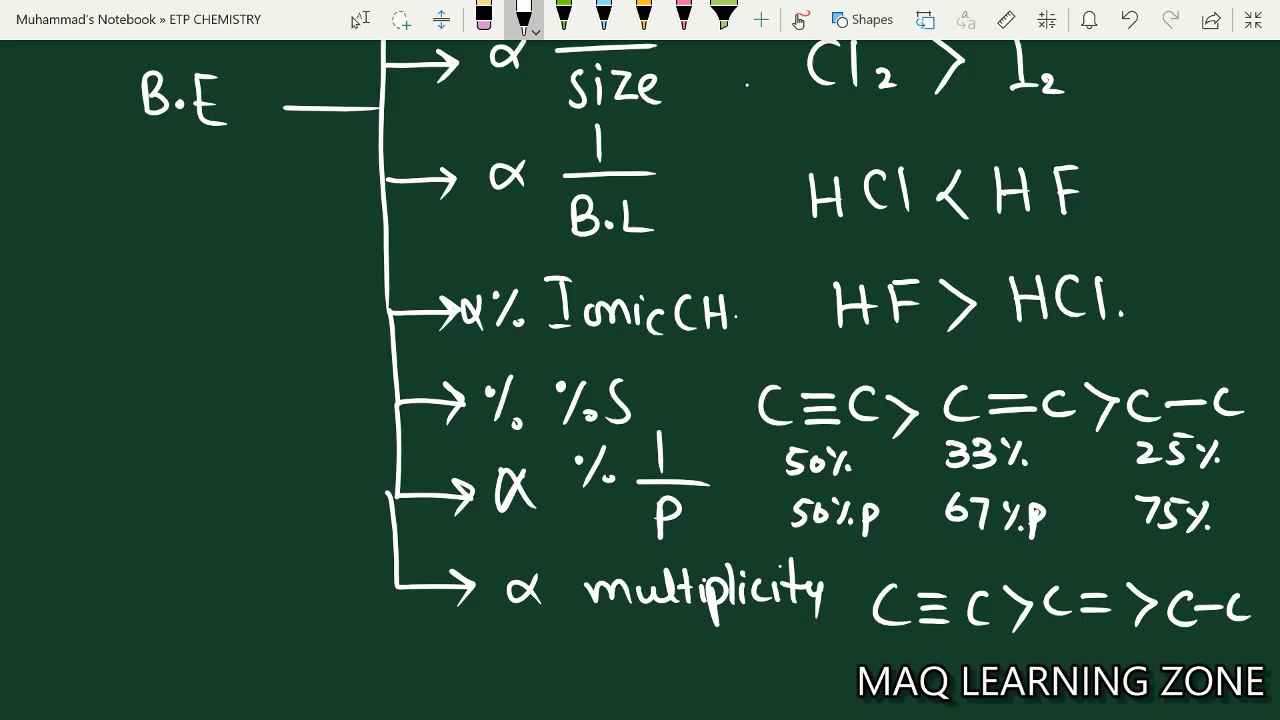 Muhammad's Notebook » ETP CHEMISTRY
Shapes
α ― size Cl₂ > I₂
B.E
α 1/B.L HCl < HF
α % Ionic CH. HF > HCl.
% %S C≡C > C=C > C-C
50% 33% 25%
α % 1/P 50%p 67%p 75%
α multiplicity C≡C > C= > C-C
MAQ LEARNING ZONE